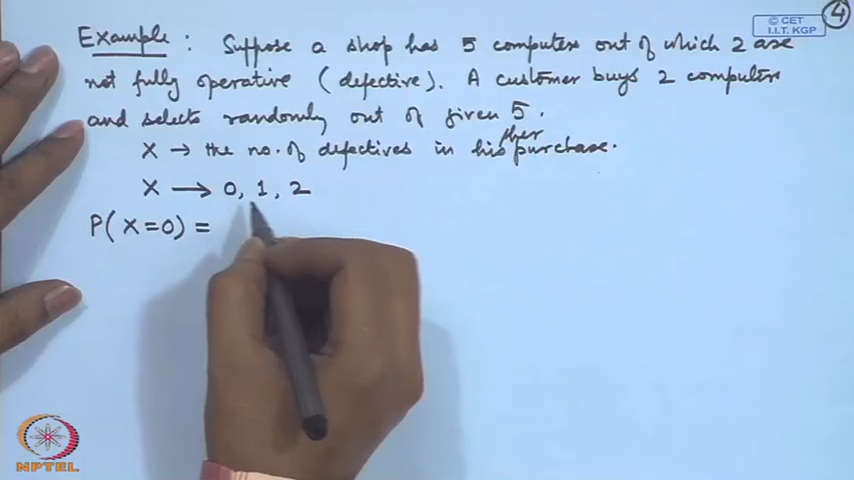 Example : Suppose a shop has 5 computers out of which 2 are
not fully operative (defective). A customer buys 2 computers
and selects randomly out of given 5.
X → the no. of defectives in his/her purchase.
X → 0, 1, 2
P(X=0) =
© CET
I.I.T. KGP
4
NPTEL